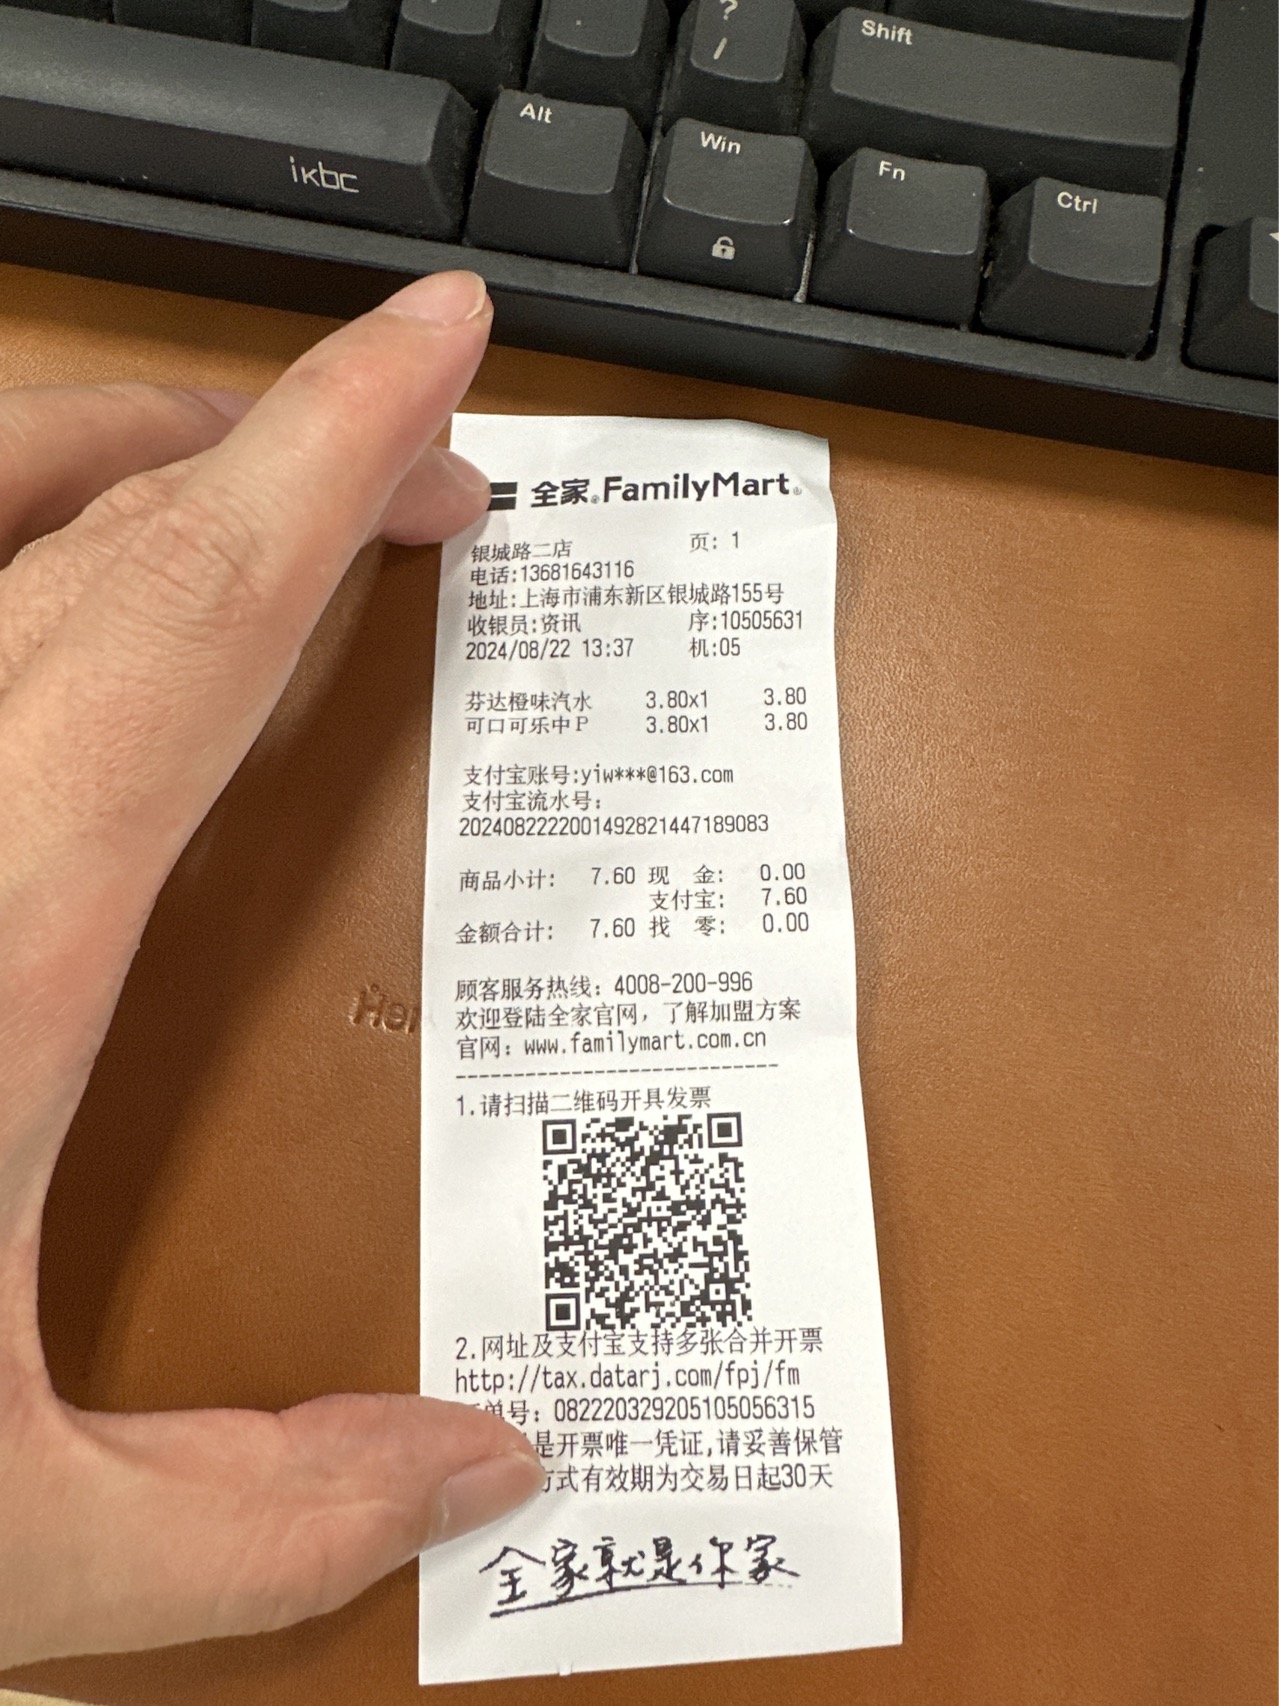 ?
/
Shift
Alt
Win
Fn
Ctrl
ikbc
全家 FamilyMart
银城路二店 页: 1
电话:13681643116
地址:上海市浦东新区银城路155号
收银员:资讯 序:10505631
2024/08/22 13:37 机:05
芬达橙味汽水 3.80x1 3.80
可口可乐中P 3.80x1 3.80
支付宝账号:yiw***@163.com
支付宝流水号:
2024082222001492821447189083
商品小计: 7.60 现 金: 0.00
支付宝: 7.60
金额合计: 7.60 找 零: 0.00
顾客服务热线: 4008-200-996
欢迎登陆全家官网，了解加盟方案
官网: www.familymart.com.cn
----------------------------
1.请扫描二维码开具发票
2.网址及支付宝支持多张合并开票
http://tax.datarj.com/fpj/fm
单号: 082220329205105056315
是开票唯一凭证,请妥善保管
方式有效期为交易日起30天
全家就是你家